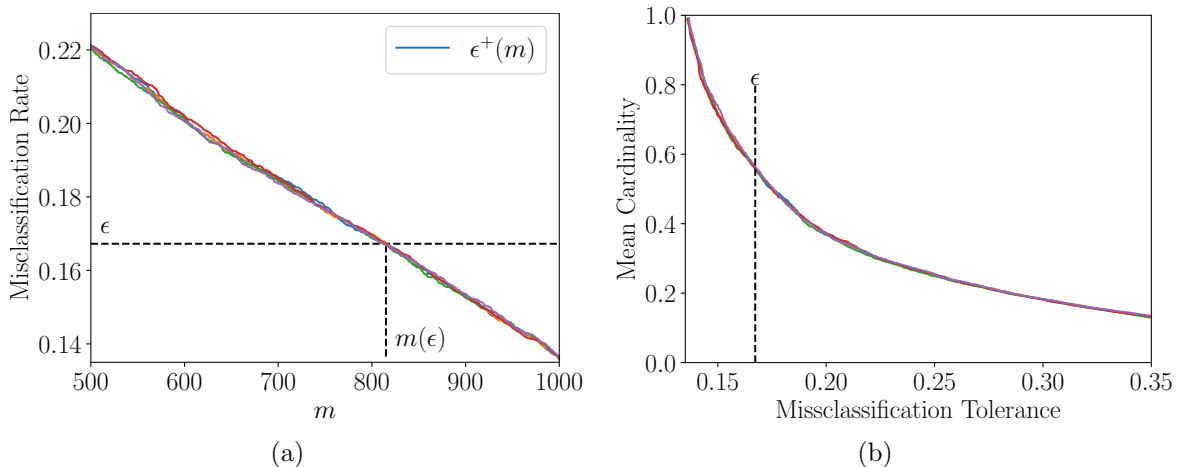 0.22
0.20
0.18
0.16
0.14
Misclassification Rate
ϵ⁺(m)
ϵ
m(ϵ)
500 600 700 800 900 1000
m
(a)
1.0
0.8
0.6
0.4
0.2
0.0
Mean Cardinality
ϵ
0.15 0.20 0.25 0.30 0.35
Missclassification Tolerance
(b)